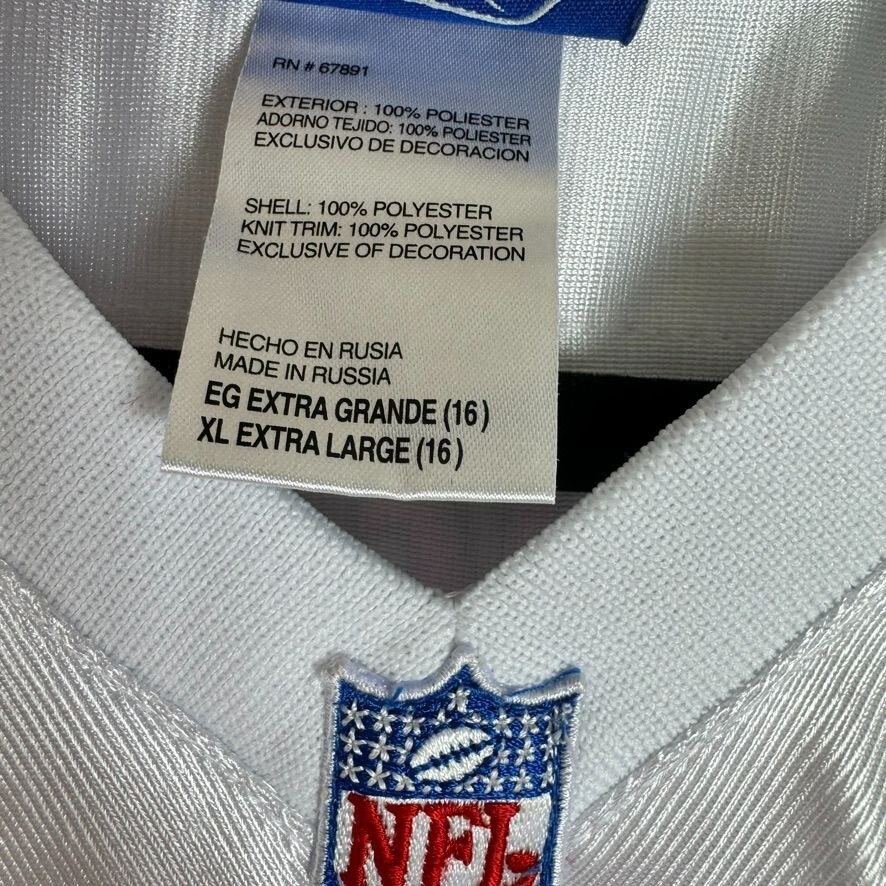 RN # 67891
EXTERIOR : 100% POLIESTER
ADORNO TEJIDO: 100% POLIESTER
EXCLUSIVO DE DECORACION
SHELL: 100% POLYESTER
KNIT TRIM: 100% POLYESTER
EXCLUSIVE OF DECORATION
HECHO EN RUSIA
MADE IN RUSSIA
EG EXTRA GRANDE (16)
XL EXTRA LARGE (16)
NFL